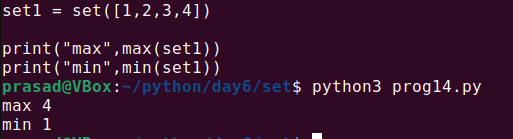 set1 = set([1,2,3,4])
print("max",max(set1))
print("min",min(set1))
prasad@VBox:~/python/day6/set$ python3 prog14.py
max 4
min 1